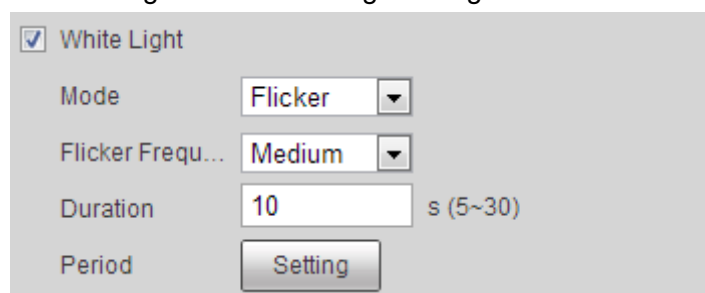 White Light
Mode Flicker
Flicker Frequ... Medium
Duration 10 s (5~30)
Period Setting